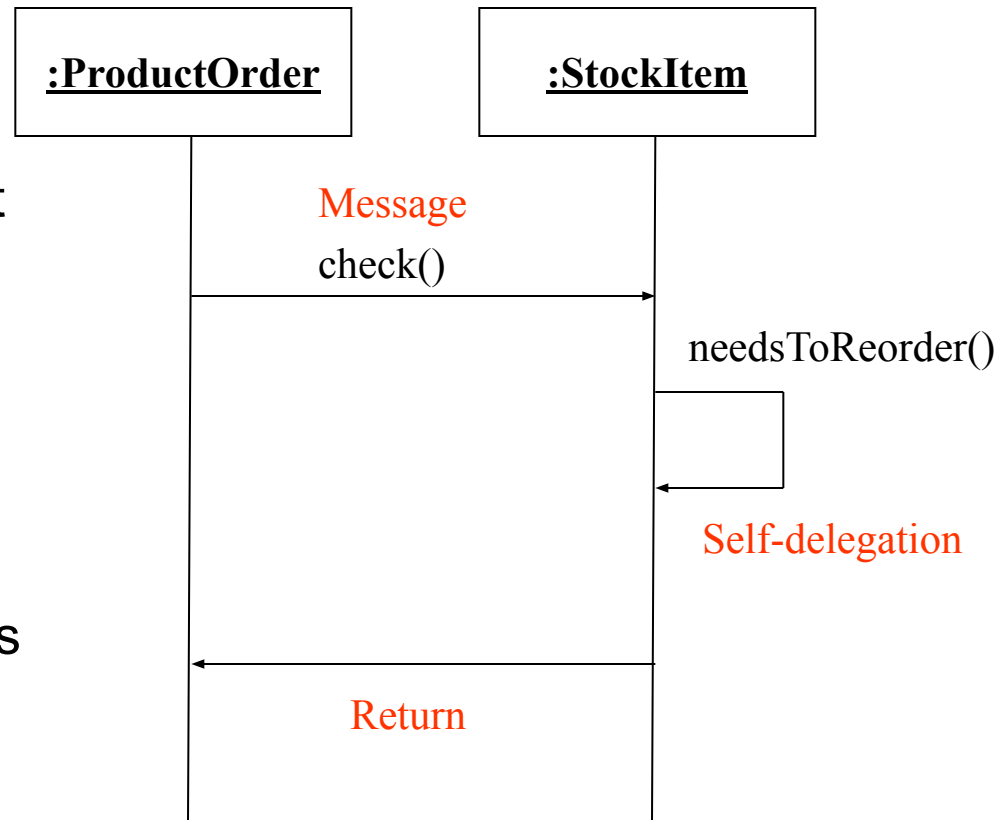 :ProductOrder
:StockItem
Message
check()
needsToReorder()
Self-delegation
Return